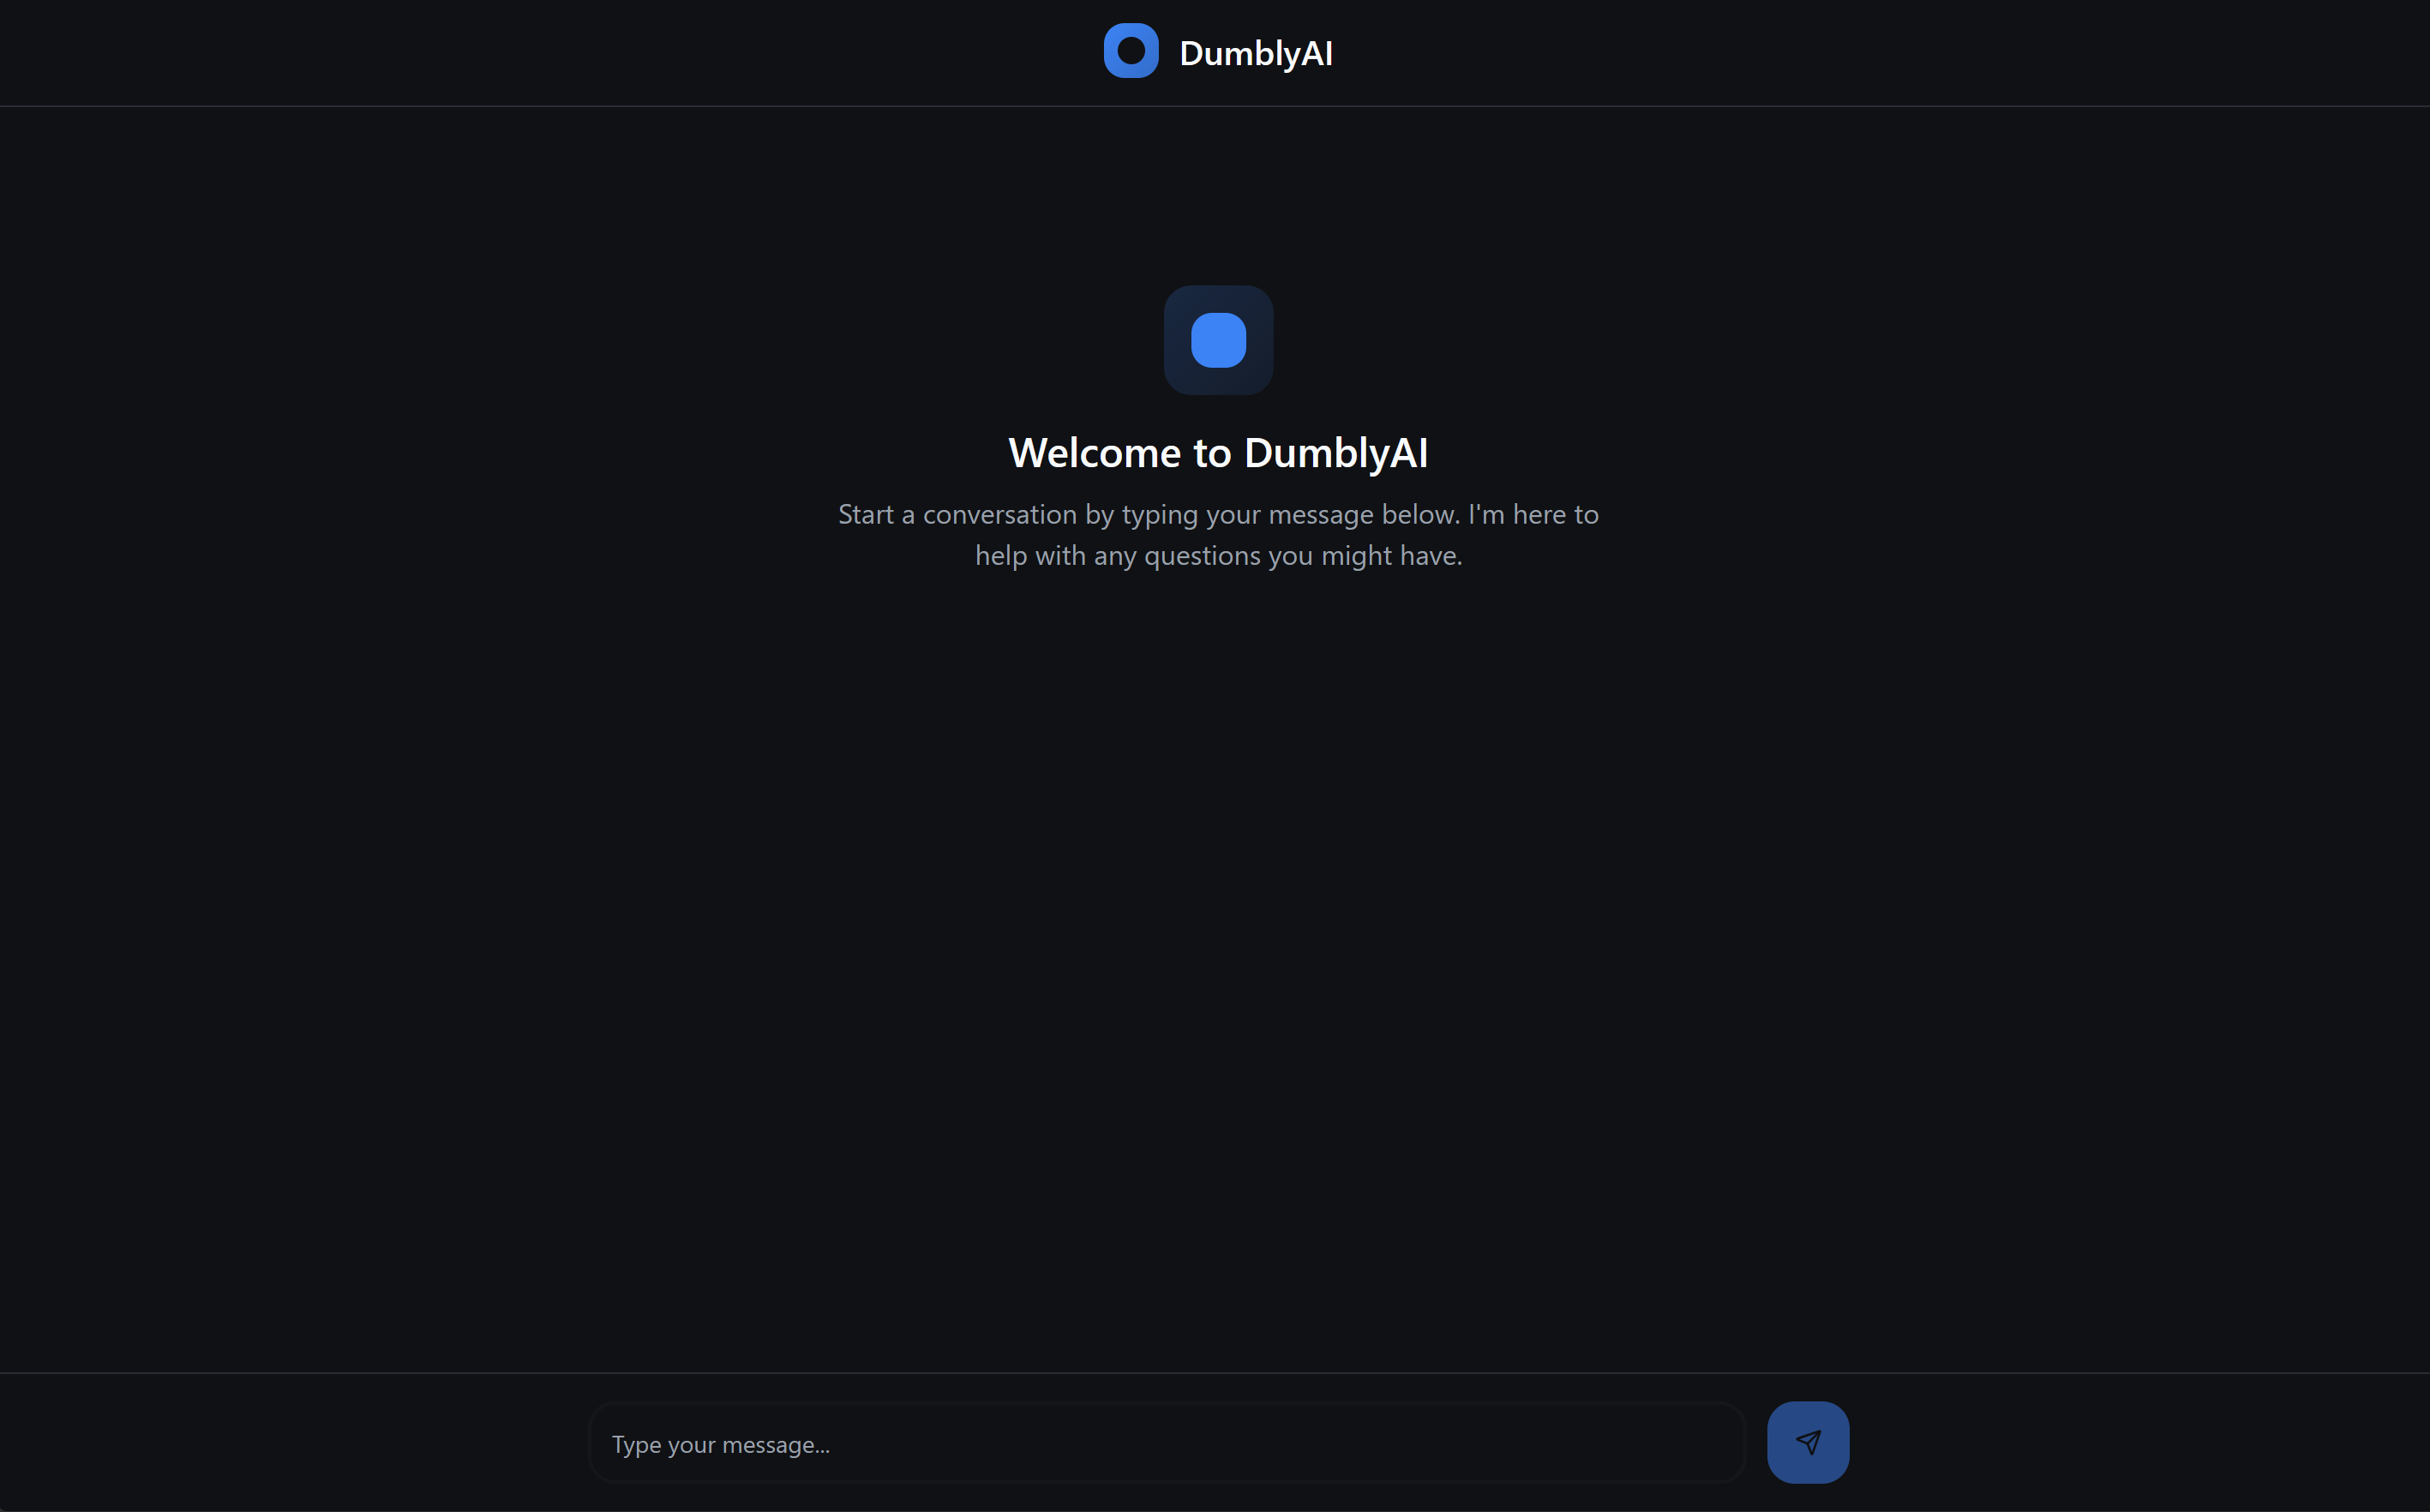 DumblyAI
Welcome to DumblyAI
Start a conversation by typing your message below. I'm here to
help with any questions you might have.
Type your message...